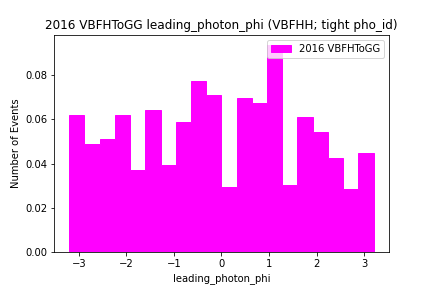 2016 VBFHToGG leading_photon_phi (VBFHH; tight pho_id)
2016 VBFHToGG
Number of Events
0.08
0.06
0.04
0.02
0.00
−3 −2 −1 0 1 2 3
leading_photon_phi